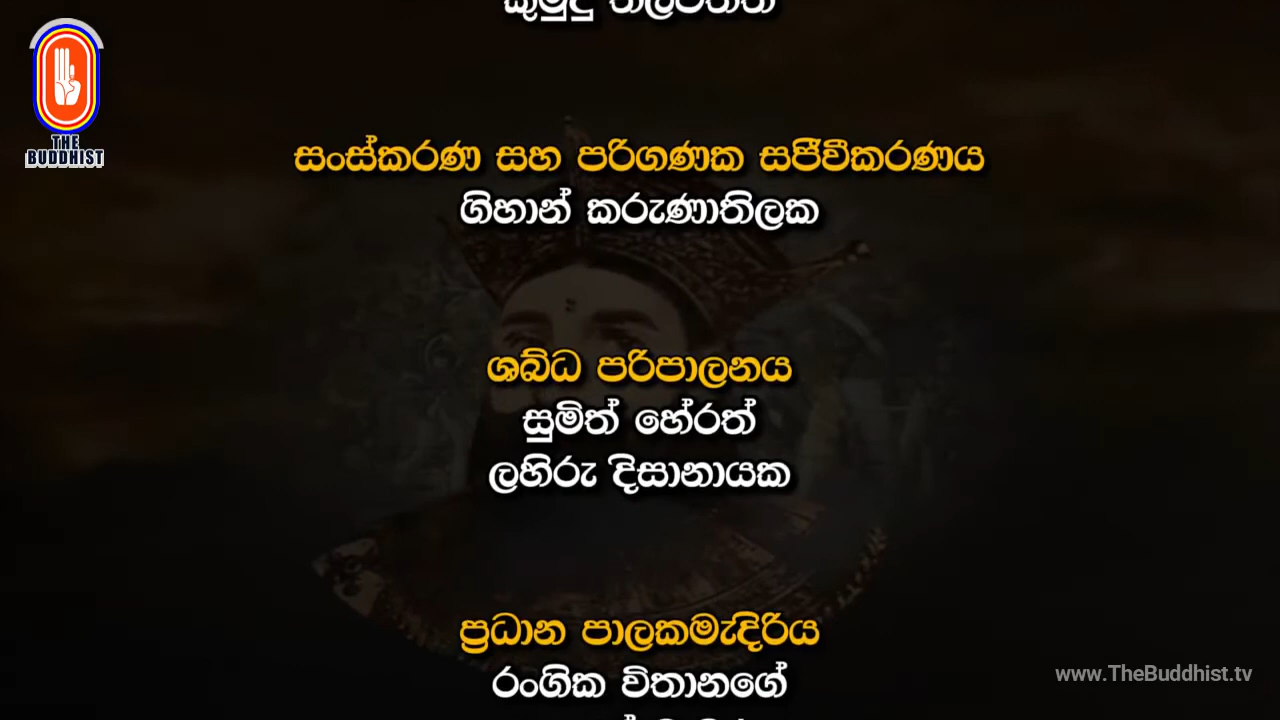 THE
BUDDHIST
සංස්කරණ සහ පරිගණක සජීවීකරණය
ගිහාන් කරුණාතිලක
ශබ්ධ පරිපාලනය
සුමිත් හේරත්
ලහිරු දිසානායක
ප්‍රධාන පාලකමැදිරිය
රංගික විතානගේ
www.TheBuddhist.tv